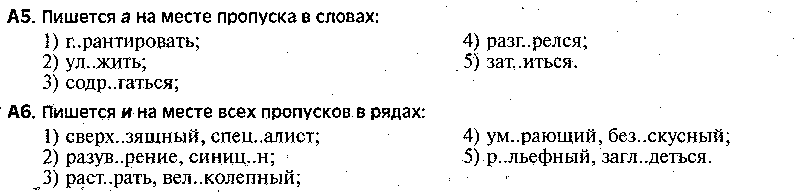 А5. Пишется а на месте пропуска в словах:
1) г..рантировать; 4) разг..релся;
2) ул..жить; 5) зат..иться.
3) содр..гаться;
А6. Пишется и на месте всех пропусков в рядах:
1) сверх..зящный, спец..алист; 4) ум..рающий, без..скусный;
2) разув..рение, синиц..н; 5) р..льефный, загл..деться.
3) раст..рать, вел..колепный;